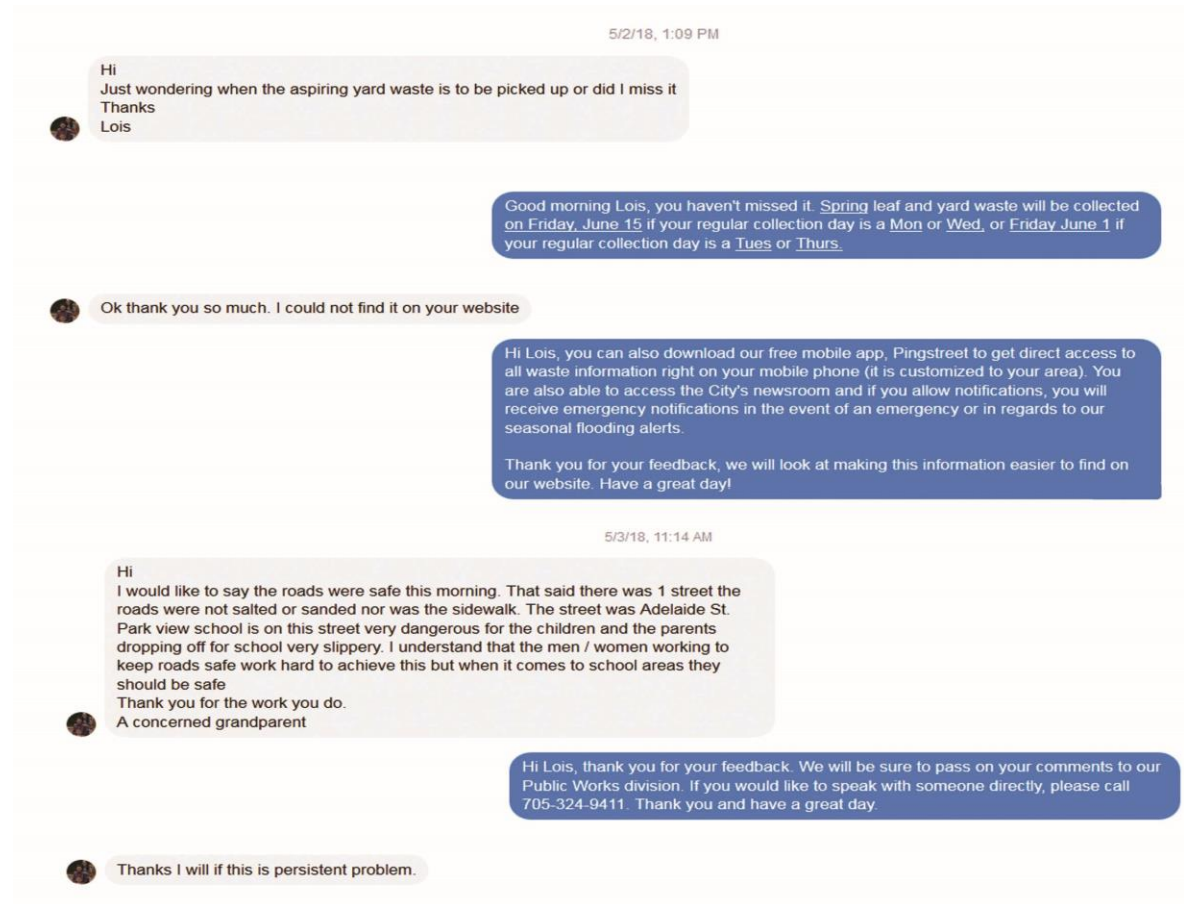 5/2/18, 1:09 PM
Hi
Just wondering when the aspiring yard waste is to be picked up or did I miss it
Thanks
Lois
Good morning Lois, you haven't missed it. Spring leaf and yard waste will be collected
on Friday, June 15 if your regular collection day is a Mon or Wed, or Friday June 1 if
your regular collection day is a Tues or Thurs.
Ok thank you so much. I could not find it on your website
Hi Lois, you can also download our free mobile app, Pingstreet to get direct access to
all waste information right on your mobile phone (it is customized to your area). You
are also able to access the City's newsroom and if you allow notifications, you will
receive emergency notifications in the event of an emergency or in regards to our
seasonal flooding alerts.
Thank you for your feedback, we will look at making this information easier to find on
our website. Have a great day!
5/3/18, 11:14 AM
Hi
I would like to say the roads were safe this morning. That said there was 1 street the
roads were not salted or sanded nor was the sidewalk. The street was Adelaide St.
Park view school is on this street very dangerous for the children and the parents
dropping off for school very slippery. I understand that the men / women working to
keep roads safe work hard to achieve this but when it comes to school areas they
should be safe
Thank you for the work you do.
A concerned grandparent
Hi Lois, thank you for your feedback. We will be sure to pass on your comments to our
Public Works division. If you would like to speak with someone directly, please call
705-324-9411. Thank you and have a great day.
Thanks I will if this is persistent problem.